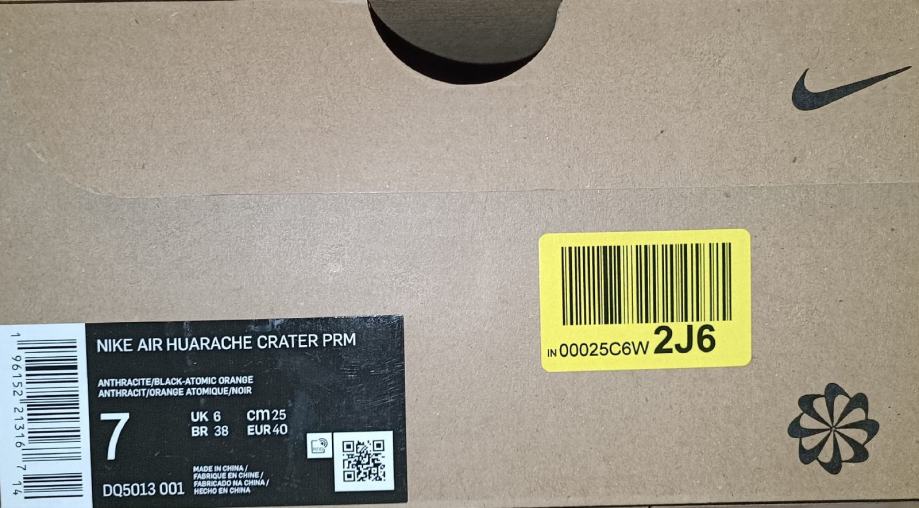 IN 00025C6W 2J6
NIKE AIR HUARACHE CRATER PRM
ANTHRACITE/BLACK-ATOMIC ORANGE
ANTHRACIT/ORANGE ATOMIQUE/NOIR
7
UK 6 cm 25
BR 38 EUR 40
MADE IN CHINA /
FABRIQUÉ EN CHINE /
FABRICADO NA CHINA /
HECHO EN CHINA
DQ5013 001
1 96152 21316 7 14